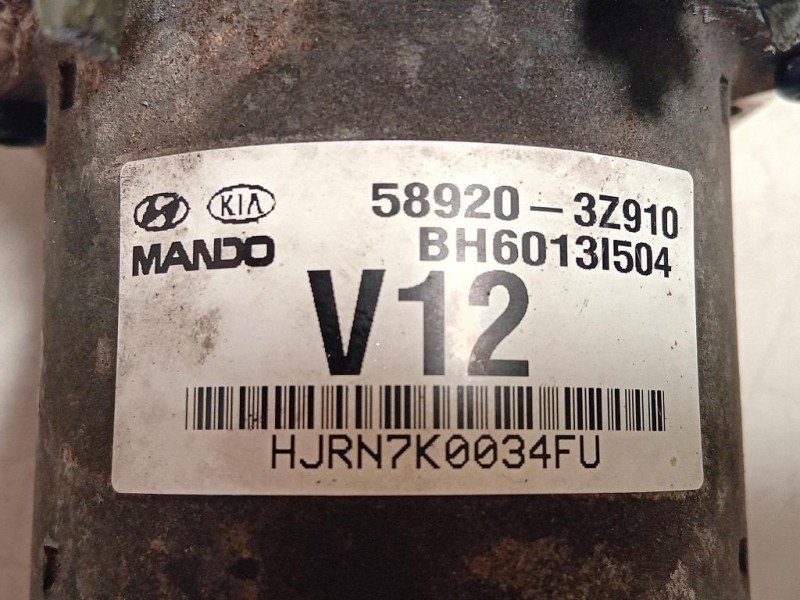 KIA 58920-3Z910
MANDO BH6013I504
V12
HJRN7K0034FU